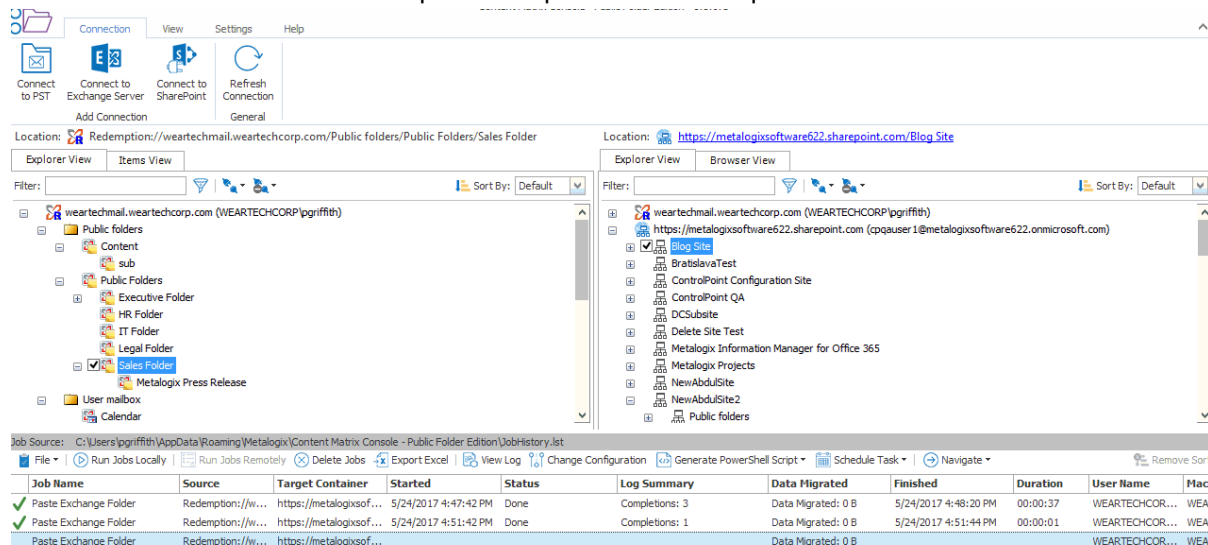 Connection View Settings Help
Connect to PST
Connect to Exchange Server
Connect to SharePoint
Refresh Connection
Add Connection General
Location: Redemption://weartechmail.weartechcorp.com/Public folders/Public Folders/Sales Folder
Location: https://metalogixsoftware622.sharepoint.com/Blog Site
Explorer View Items View
Explorer View Browser View
Filter: Sort By: Default
Filter: Sort By: Default
weartechmail.weartechcorp.com (WEARTECHCORP\pgriffith)
Public folders
Content
sub
Public Folders
Executive Folder
HR Folder
IT Folder
Legal Folder
Sales Folder
Metalogix Press Release
User mailbox
Calendar
weartechmail.weartechcorp.com (WEARTECHCORP\pgriffith)
https://metalogixsoftware622.sharepoint.com (cpqauser1@metalogixsoftware622.onmicrosoft.com)
Blog Site
BratislavaTest
ControlPoint Configuration Site
ControlPoint QA
DCSubsite
Delete Site Test
Metalogix Information Manager for Office 365
Metalogix Projects
NewAbdulSite
NewAbdulSite2
Public folders
Job Source: C:\Users\pgriffith\AppData\Roaming\Metalogix\Content Matrix Console - Public Folder Edition\JobHistory.lst
File Run Jobs Locally Run Jobs Remotely Delete Jobs Export Excel View Log Change Configuration Generate PowerShell Script Schedule Task Navigate Remove Sor
Job Name Source Target Container Started Status Log Summary Data Migrated Finished Duration User Name Mac
Paste Exchange Folder Redemption://w... https://metalogixsof... 5/24/2017 4:47:42 PM Done Completions: 3 Data Migrated: 0 B 5/24/2017 4:48:20 PM 00:00:37 WEARTECHCOR... WEA
Paste Exchange Folder Redemption://w... https://metalogixsof... 5/24/2017 4:51:42 PM Done Completions: 1 Data Migrated: 0 B 5/24/2017 4:51:44 PM 00:00:01 WEARTECHCOR... WEA
Paste Exchange Folder Redemption://w... https://metalogixsof... Data Migrated: 0 B WEARTECHCOR... WEA